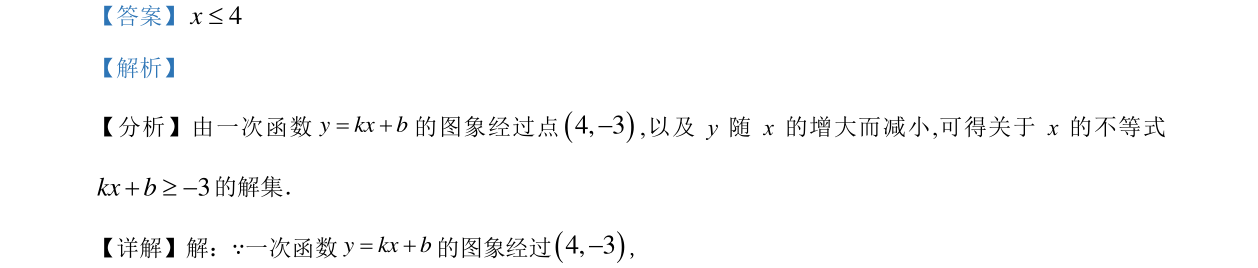 【答案】x≤4
【解析】
【分析】由一次函数 y=kx+b 的图象经过点(4,−3),以及 y 随 x 的增大而减小,可得关于 x 的不等式
kx+b≥−3的解集.
【详解】解：∵一次函数 y=kx+b 的图象经过(4,−3),